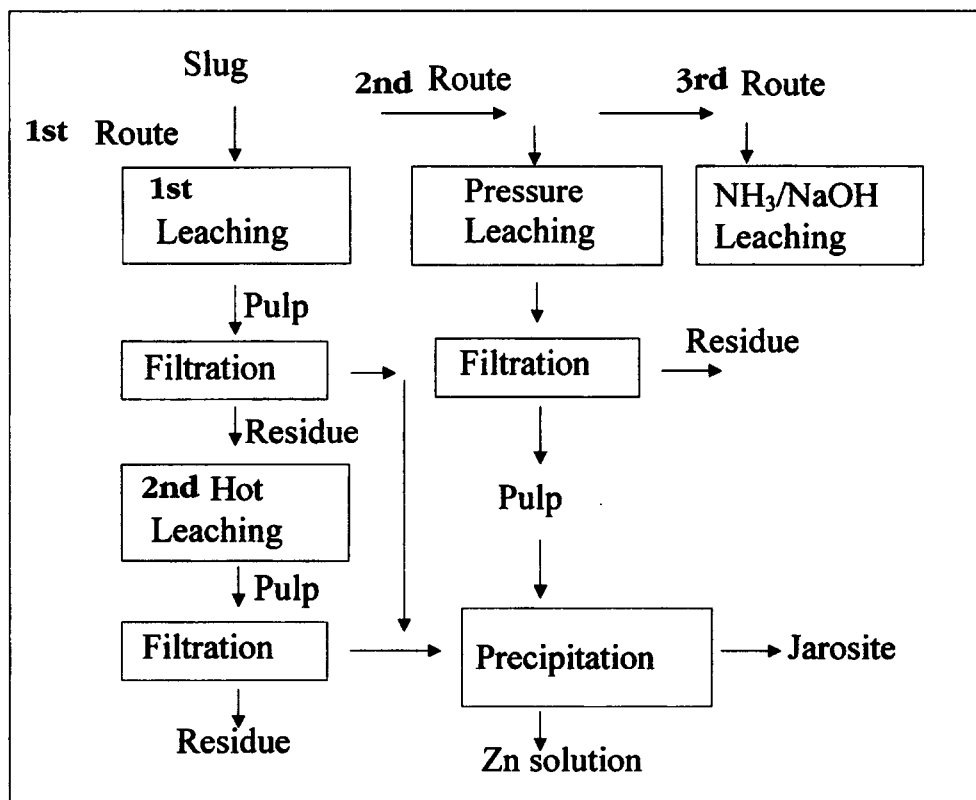 Slug
1st Route
1st
Leaching
Pulp
Filtration
Residue
2nd Hot
Leaching
Pulp
Filtration
Residue
2nd Route
Pressure
Leaching
Filtration
Residue
Pulp
Precipitation
Jarosite
Zn solution
3rd Route
NH₃/NaOH
Leaching